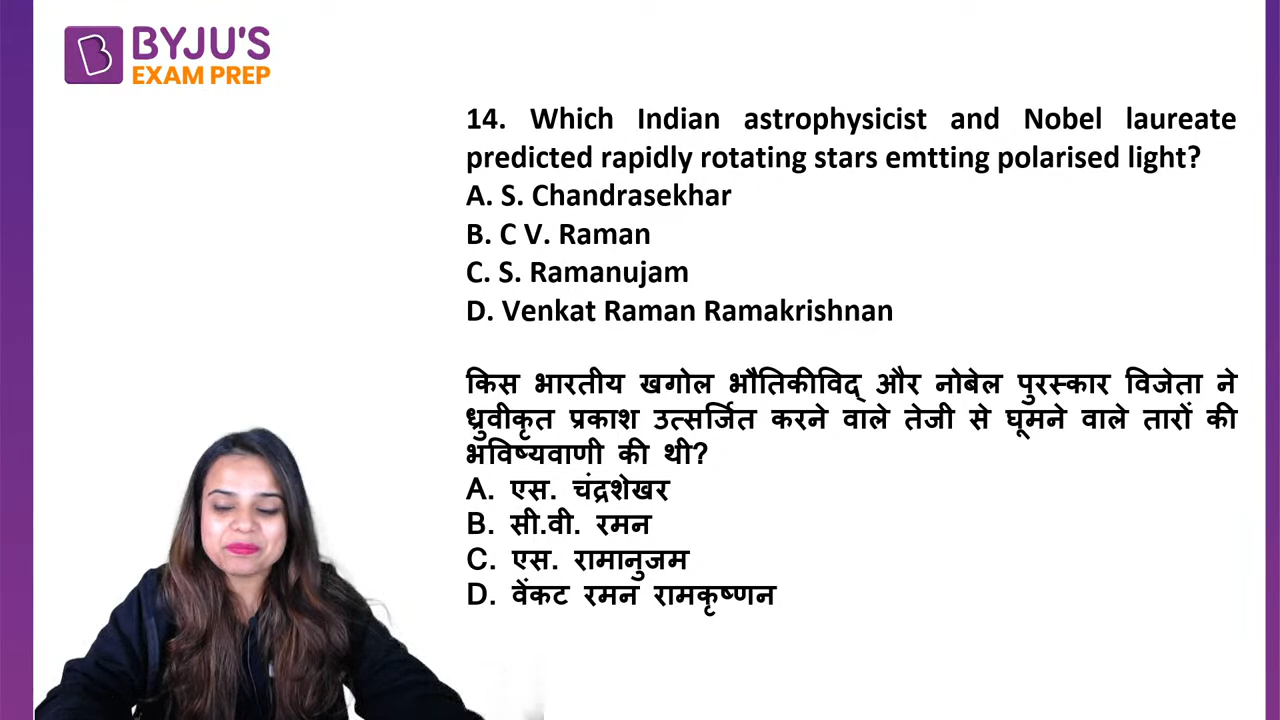 BYJU'S
EXAM PREP
14. Which Indian astrophysicist and Nobel laureate
predicted rapidly rotating stars emtting polarised light?
A. S. Chandrasekhar
B. C V. Raman
C. S. Ramanujam
D. Venkat Raman Ramakrishnan
किस भारतीय खगोल भौतिकीविद् और नोबेल पुरस्कार विजेता ने
ध्रुवीकृत प्रकाश उत्सर्जित करने वाले तेजी से घूमने वाले तारों की
भविष्यवाणी की थी?
A. एस. चंद्रशेखर
B. सी.वी. रमन
C. एस. रामानुजम
D. वेंकट रमन रामकृष्णन